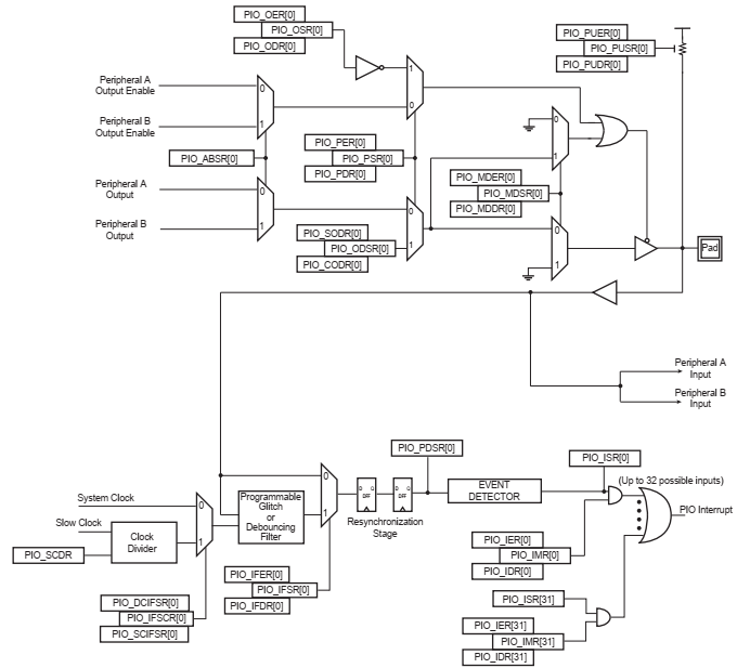 PIO_OER[0]
PIO_OSR[0]
PIO_ODR[0]
PIO_PUER[0]
PIO_PUSR[0]
PIO_PUDR[0]
1
0
Peripheral A
Output Enable
0
Peripheral B
Output Enable
1
0
1
PIO_PER[0]
PIO_PSR[0]
PIO_PDR[0]
PIO_ABSR[0]
PIO_MDER[0]
PIO_MDSR[0]
PIO_MDDR[0]
Peripheral A
Output
0
Peripheral B
Output
1
0
PIO_SODR[0]
PIO_ODSR[0]
PIO_CODR[0]
1
0
1
Pad
Peripheral A
Input
Peripheral B
Input
PIO_PDSR[0]
PIO_ISR[0]
(Up to 32 possible inputs)
System Clock
0
Slow Clock
Clock
Divider
1
PIO_SCDR
Programmable
Glitch
or
Debouncing
Filter
0
1
D Q
DFF
D Q
DFF
Resynchronization
Stage
EVENT
DETECTOR
PIO Interrupt
PIO_IER[0]
PIO_IMR[0]
PIO_IDR[0]
PIO_IFER[0]
PIO_IFSR[0]
PIO_IFDR[0]
PIO_DCIFSR[0]
PIO_IFSCR[0]
PIO_SCIFSR[0]
PIO_ISR[31]
PIO_IER[31]
PIO_IMR[31]
PIO_IDR[31]